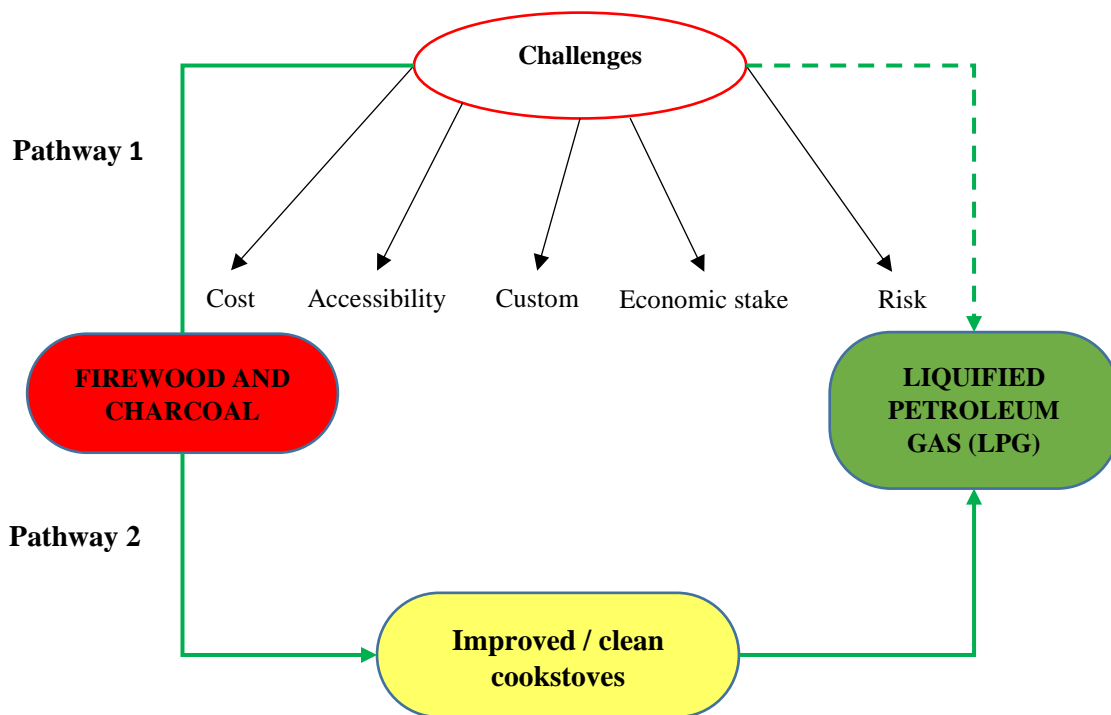 Challenges
Pathway 1
Cost
Accessibility
Custom
Economic stake
Risk
FIREWOOD AND
CHARCOAL
LIQUIFIED
PETROLEUM
GAS (LPG)
Pathway 2
Improved / clean
cookstoves